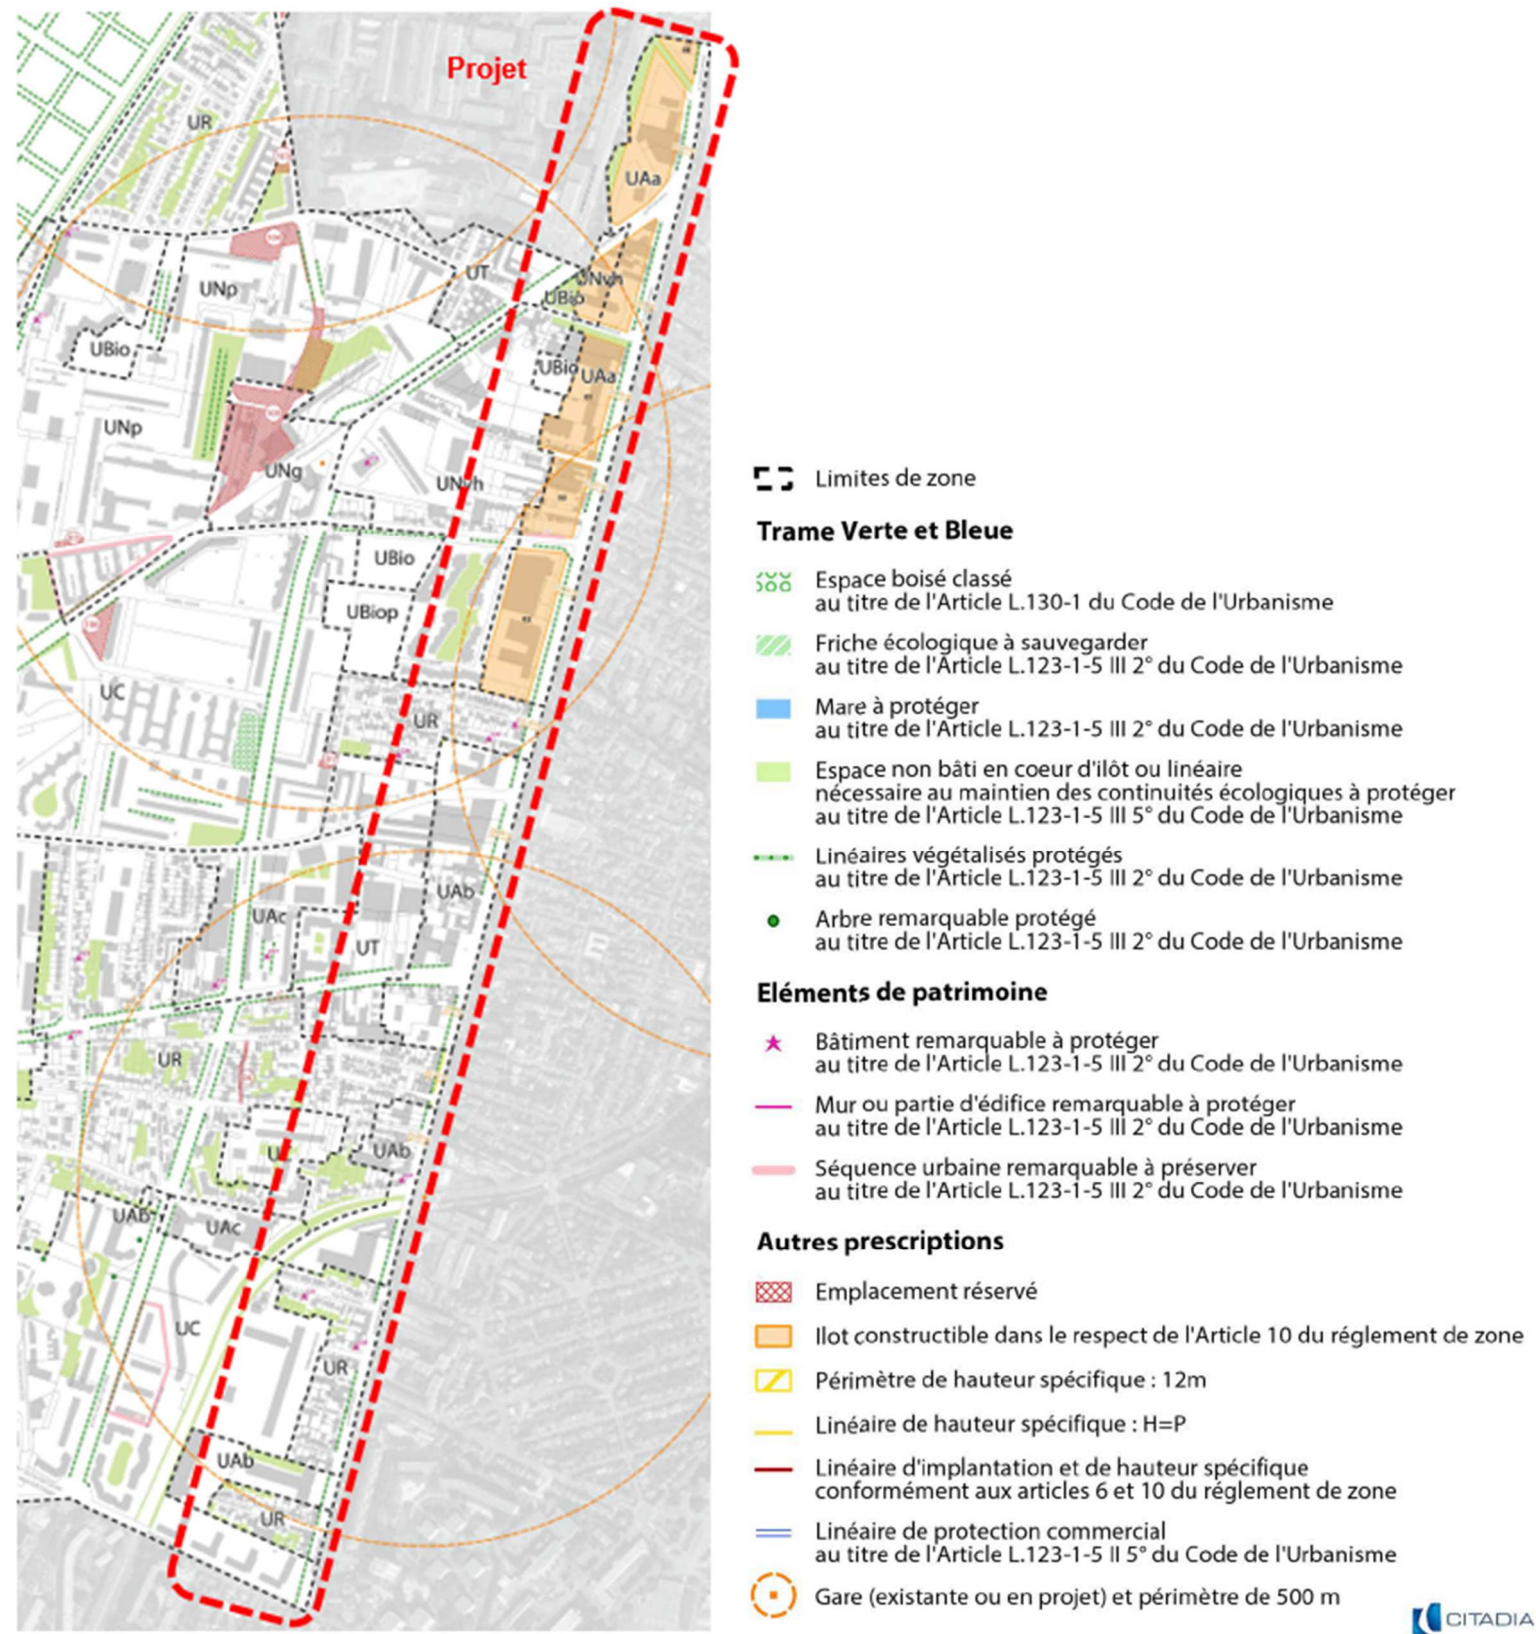 Projet
UR
UAa
UNp
UT
UNvh
UBio
UBio
UBio
UAa
UNp
UNg
UNvh
UBio
UBiop
UC
UR
UAb
UAc
UT
UR
UC
UAb
UAb
UAc
UC
UR
UAb
UR
Limites de zone
Trame Verte et Bleue
Espace boisé classé
au titre de l'Article L.130-1 du Code de l'Urbanisme
Friche écologique à sauvegarder
au titre de l'Article L.123-1-5 III 2° du Code de l'Urbanisme
Mare à protéger
au titre de l'Article L.123-1-5 III 2° du Code de l'Urbanisme
Espace non bâti en coeur d'ilôt ou linéaire
nécessaire au maintien des continuités écologiques à protéger
au titre de l'Article L.123-1-5 III 5° du Code de l'Urbanisme
Linéaires végétalisés protégés
au titre de l'Article L.123-1-5 III 2° du Code de l'Urbanisme
Arbre remarquable protégé
au titre de l'Article L.123-1-5 III 2° du Code de l'Urbanisme
Eléments de patrimoine
Bâtiment remarquable à protéger
au titre de l'Article L.123-1-5 III 2° du Code de l'Urbanisme
Mur ou partie d'édifice remarquable à protéger
au titre de l'Article L.123-1-5 III 2° du Code de l'Urbanisme
Séquence urbaine remarquable à préserver
au titre de l'Article L.123-1-5 III 2° du Code de l'Urbanisme
Autres prescriptions
Emplacement réservé
Ilot constructible dans le respect de l'Article 10 du réglement de zone
Périmètre de hauteur spécifique : 12m
Linéaire de hauteur spécifique : H=P
Linéaire d'implantation et de hauteur spécifique
conformément aux articles 6 et 10 du réglement de zone
Linéaire de protection commercial
au titre de l'Article L.123-1-5 II 5° du Code de l'Urbanisme
Gare (existante ou en projet) et périmètre de 500 m
CITADIA